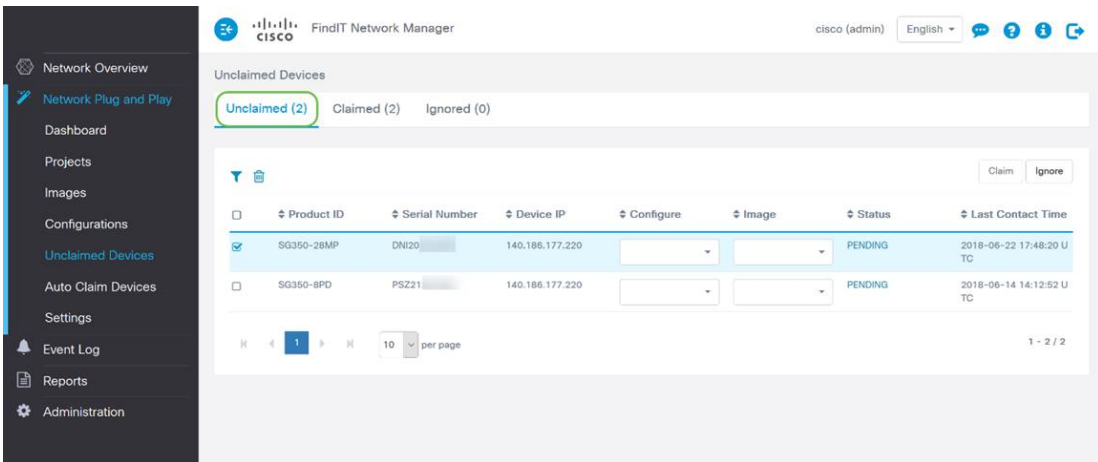 CISCO FindIT Network Manager cisco (admin) English
Network Overview
Network Plug and Play
Dashboard
Projects
Images
Configurations
Unclaimed Devices
Auto Claim Devices
Settings
Event Log
Reports
Administration
Unclaimed Devices
Unclaimed (2) Claimed (2) Ignored (0)
Claim Ignore
Product ID Serial Number Device IP Configure Image Status Last Contact Time
SG350-28MP DNI20 140.186.177.220 PENDING 2018-06-22 17:48:20 U
TC
SG350-8PD PSZ21 140.186.177.220 PENDING 2018-06-14 14:12:52 U
TC
1 10 per page 1 - 2 / 2